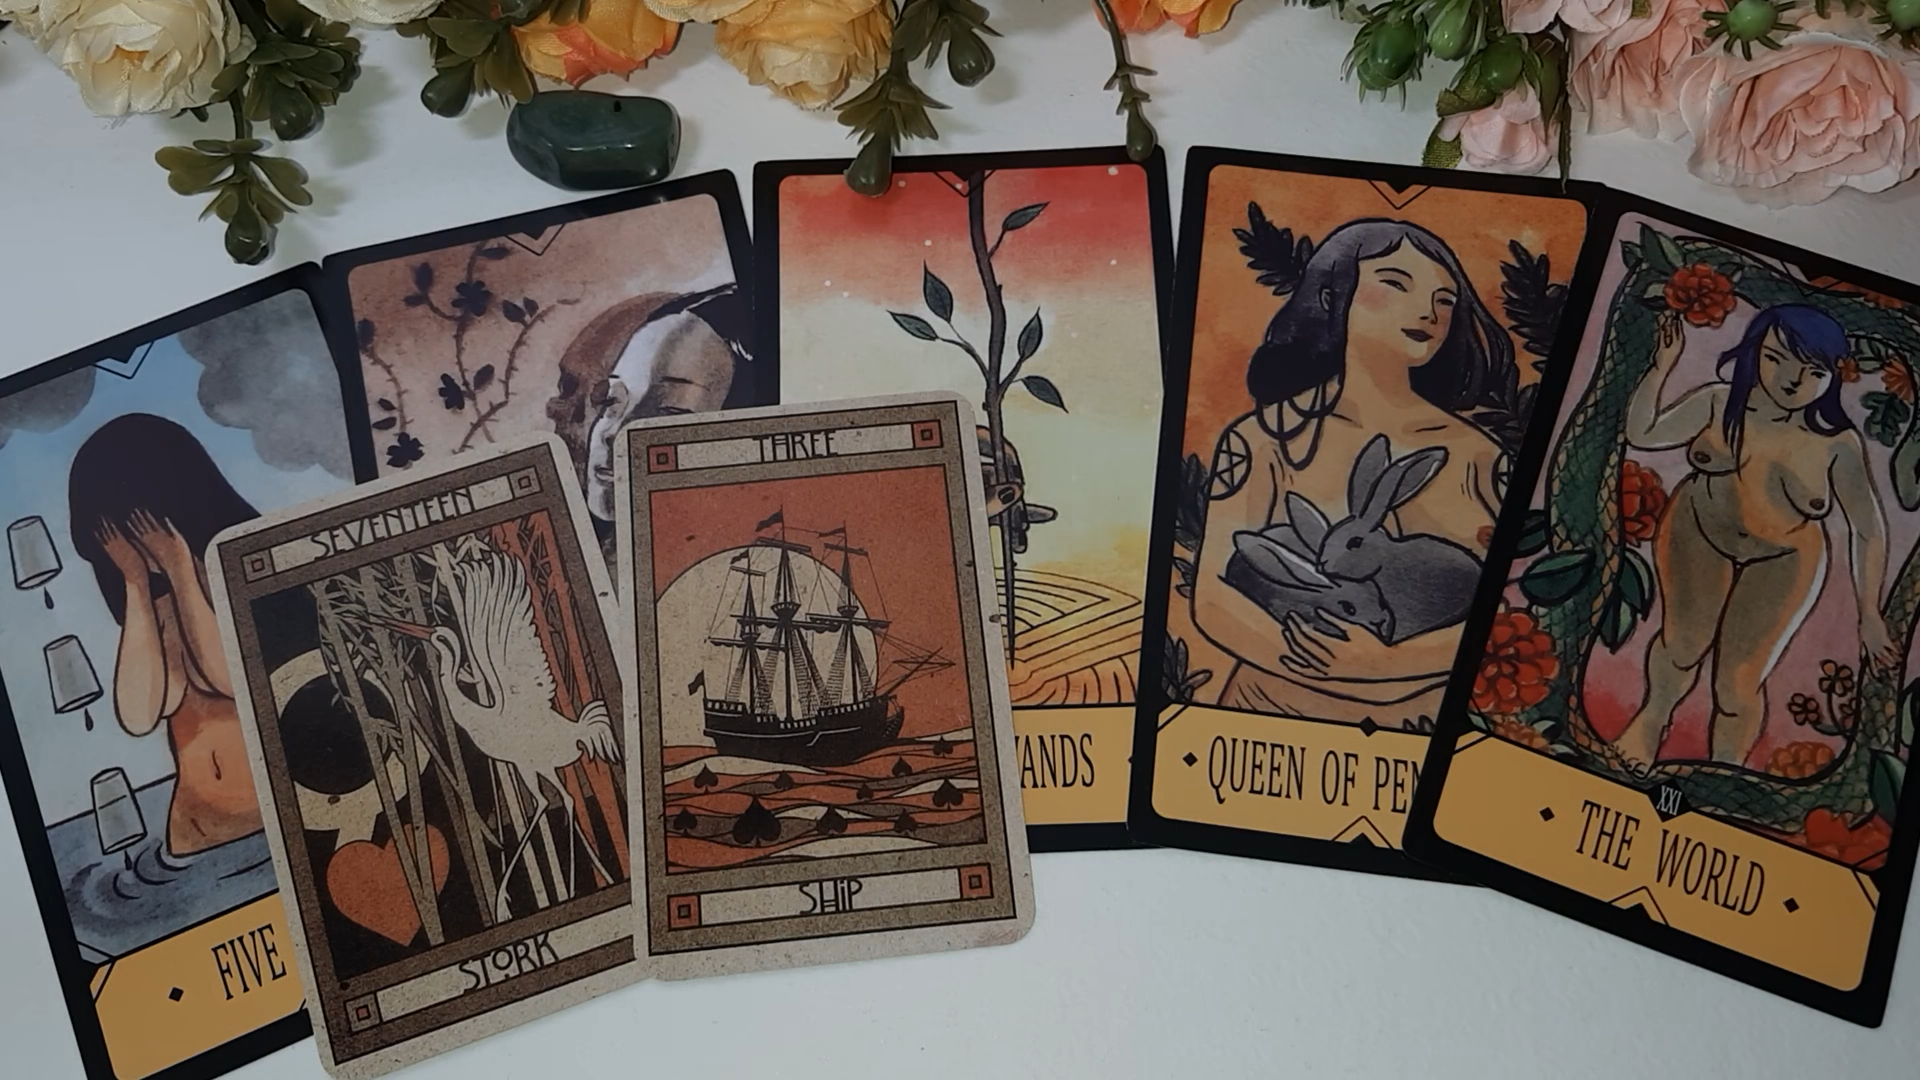 FIVE
SEVENTEEN
STORK
THREE
SHIP
ANDS
QUEEN OF PEN
XXI
THE WORLD